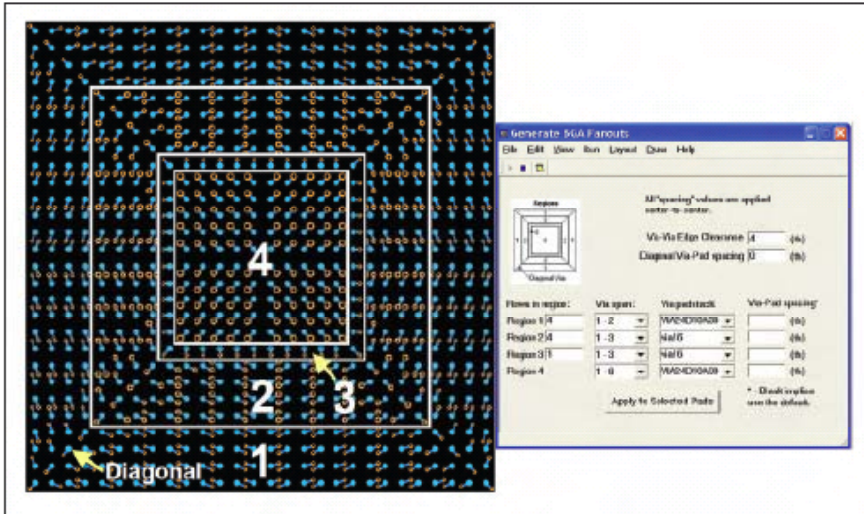 4
3
2
1
Diagonal
Generate BGA Fanouts
File Edit View Run Layout Draw Help
All "spacing" values are applied
center-to-center.
Regions
Via-Via Edge Clearance 4 (th)
Diagonal Via-Pad spacing 0 (th)
Diagonal Via
Rows in region: Via span: Via padstack: Via-Pad spacing
Region 1 4 1 - 2 (th)
Region 2 4 1 - 3 (th)
Region 3 1 1 - 3 (th)
Region 4 (th)
Apply to Selected Pads
* - Blank implies
use the default.